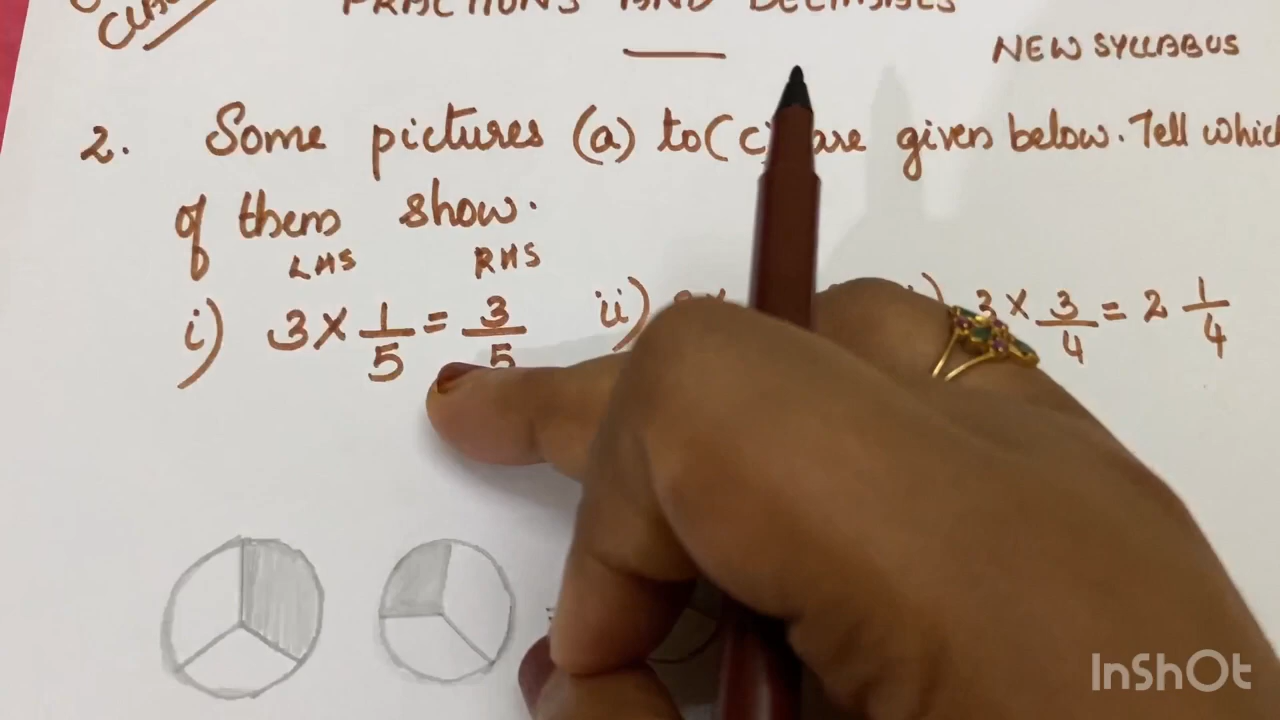 FRACTIONS AND DECIMALS
NEW SYLLABUS
2. Some pictures (a) to (c) are given below. Tell which
of them show.
LHS RHS
i) 3 × 1/5 = 3/5 ii) 3 × 3/4 = 2 1/4
InShOt